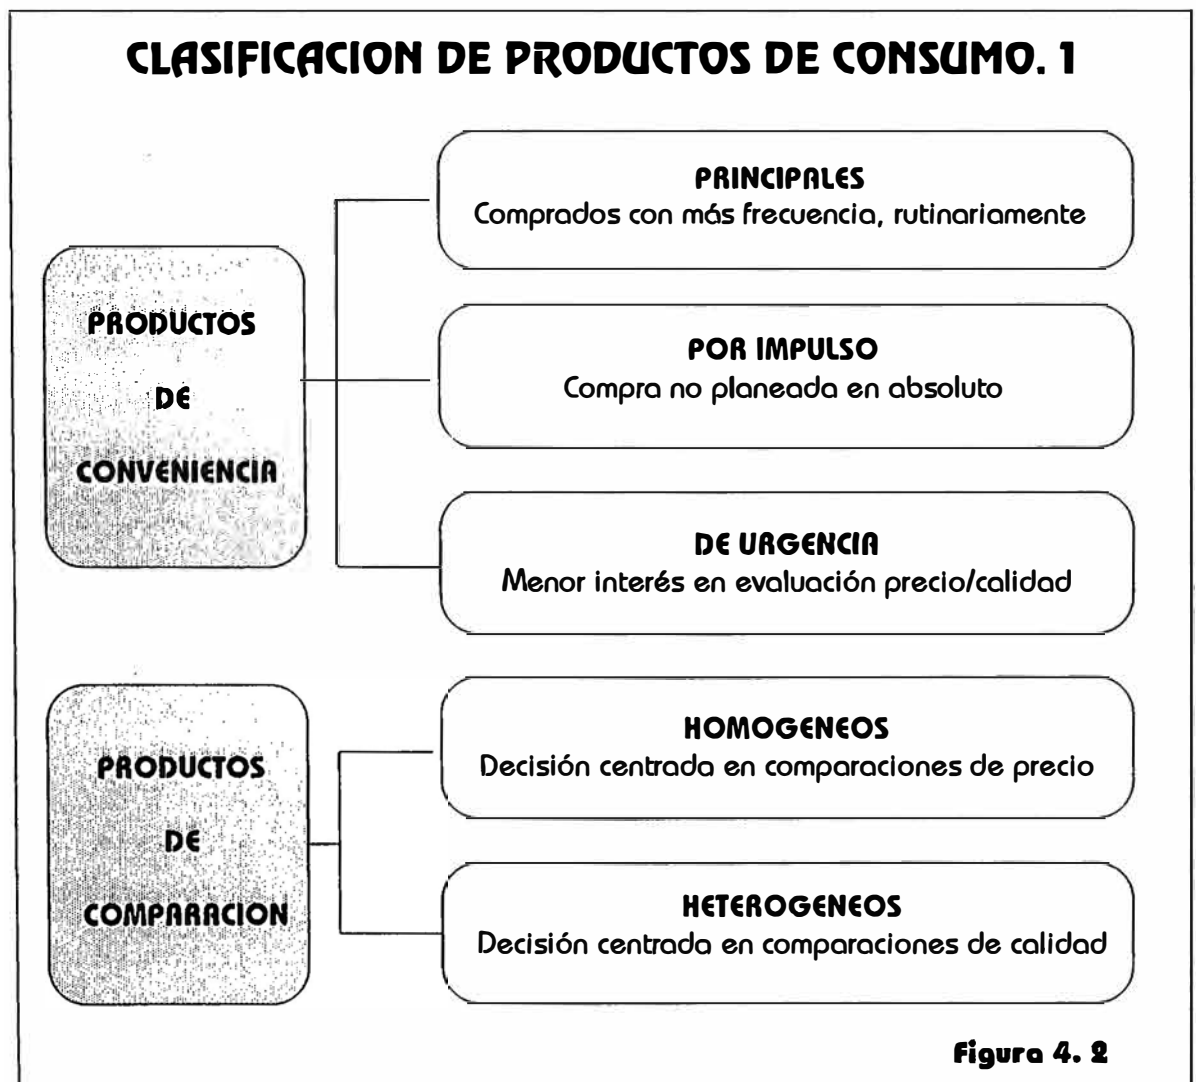 CLASIFICACION DE PRODUCTOS DE CONSUMO. 1
PRODUCTOS
DE
CONVENIENCIA
PRINCIPALES
Comprados con más frecuencia, rutinariamente
POR IMPULSO
Compra no planeada en absoluto
DE URGENCIA
Menor interés en evaluación precio/calidad
PRODUCTOS
DE
COMPARACION
HOMOGENEOS
Decisión centrada en comparaciones de precio
HETEROGENEOS
Decisión centrada en comparaciones de calidad
Figura 4. 2